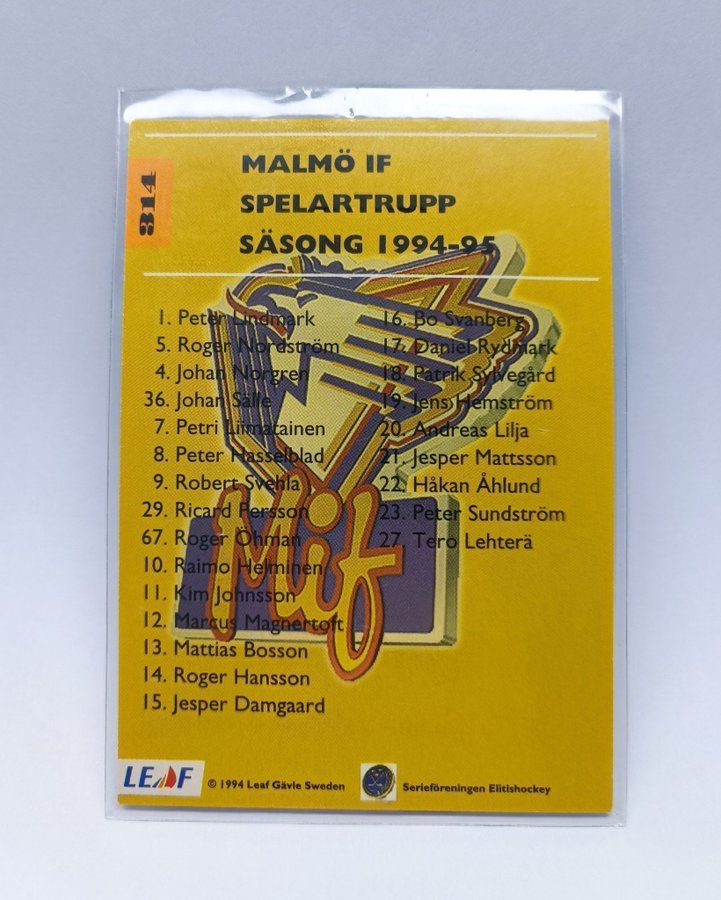 314
MALMÖ IF
SPELARTRUPP
SÄSONG 1994-95
1. Peter Lindmark
5. Roger Nordström
4. Johan Norgren
36. Johan Salle
7. Petri Liimatainen
8. Peter Hasselblad
9. Robert Svehla
29. Ricard Persson
67. Roger Öhman
10. Raimo Helminen
11. Kim Johnsson
12. Marcus Magnertoft
13. Mattias Bosson
14. Roger Hansson
15. Jesper Damgaard
16. Bo Svanberg
17. Daniel Rydmark
18. Patrik Sylvegård
19. Jens Hemström
20. Andreas Lilja
21. Jesper Mattsson
22. Håkan Åhlund
23. Peter Sundström
27. Tero Lehterä
Mif
LEAF
© 1994 Leaf Gävle Sweden
Serieföreningen Elitishockey